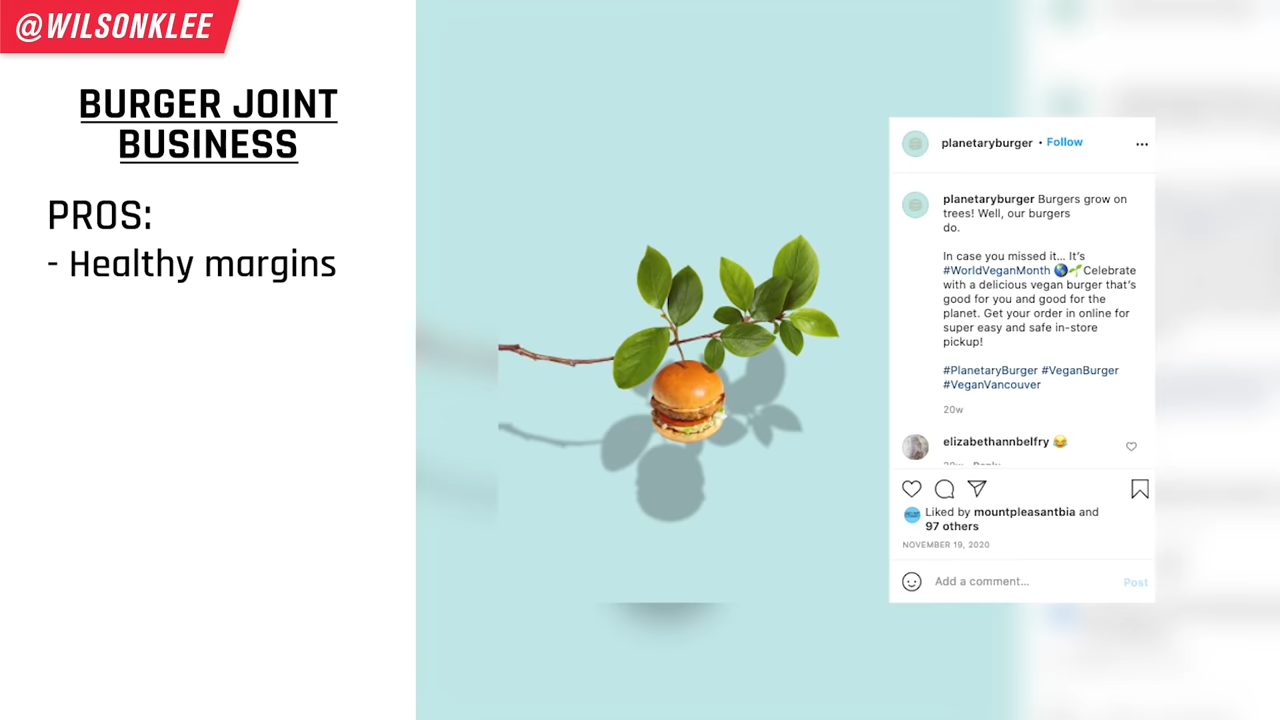 @WILSONKLEE
BURGER JOINT
BUSINESS
PROS:
- Healthy margins
planetaryburger • Follow
planetaryburger Burgers grow on
trees! Well, our burgers
do.
In case you missed it... It's
#WorldVeganMonth 🌎🌱Celebrate
with a delicious vegan burger that's
good for you and good for the
planet. Get your order in online for
super easy and safe in-store
pickup!
#PlanetaryBurger #VeganBurger
#VeganVancouver
20w
elizabethannbelfry 😂
Liked by mountpleasantbia and
97 others
NOVEMBER 19, 2020
Add a comment...
Post